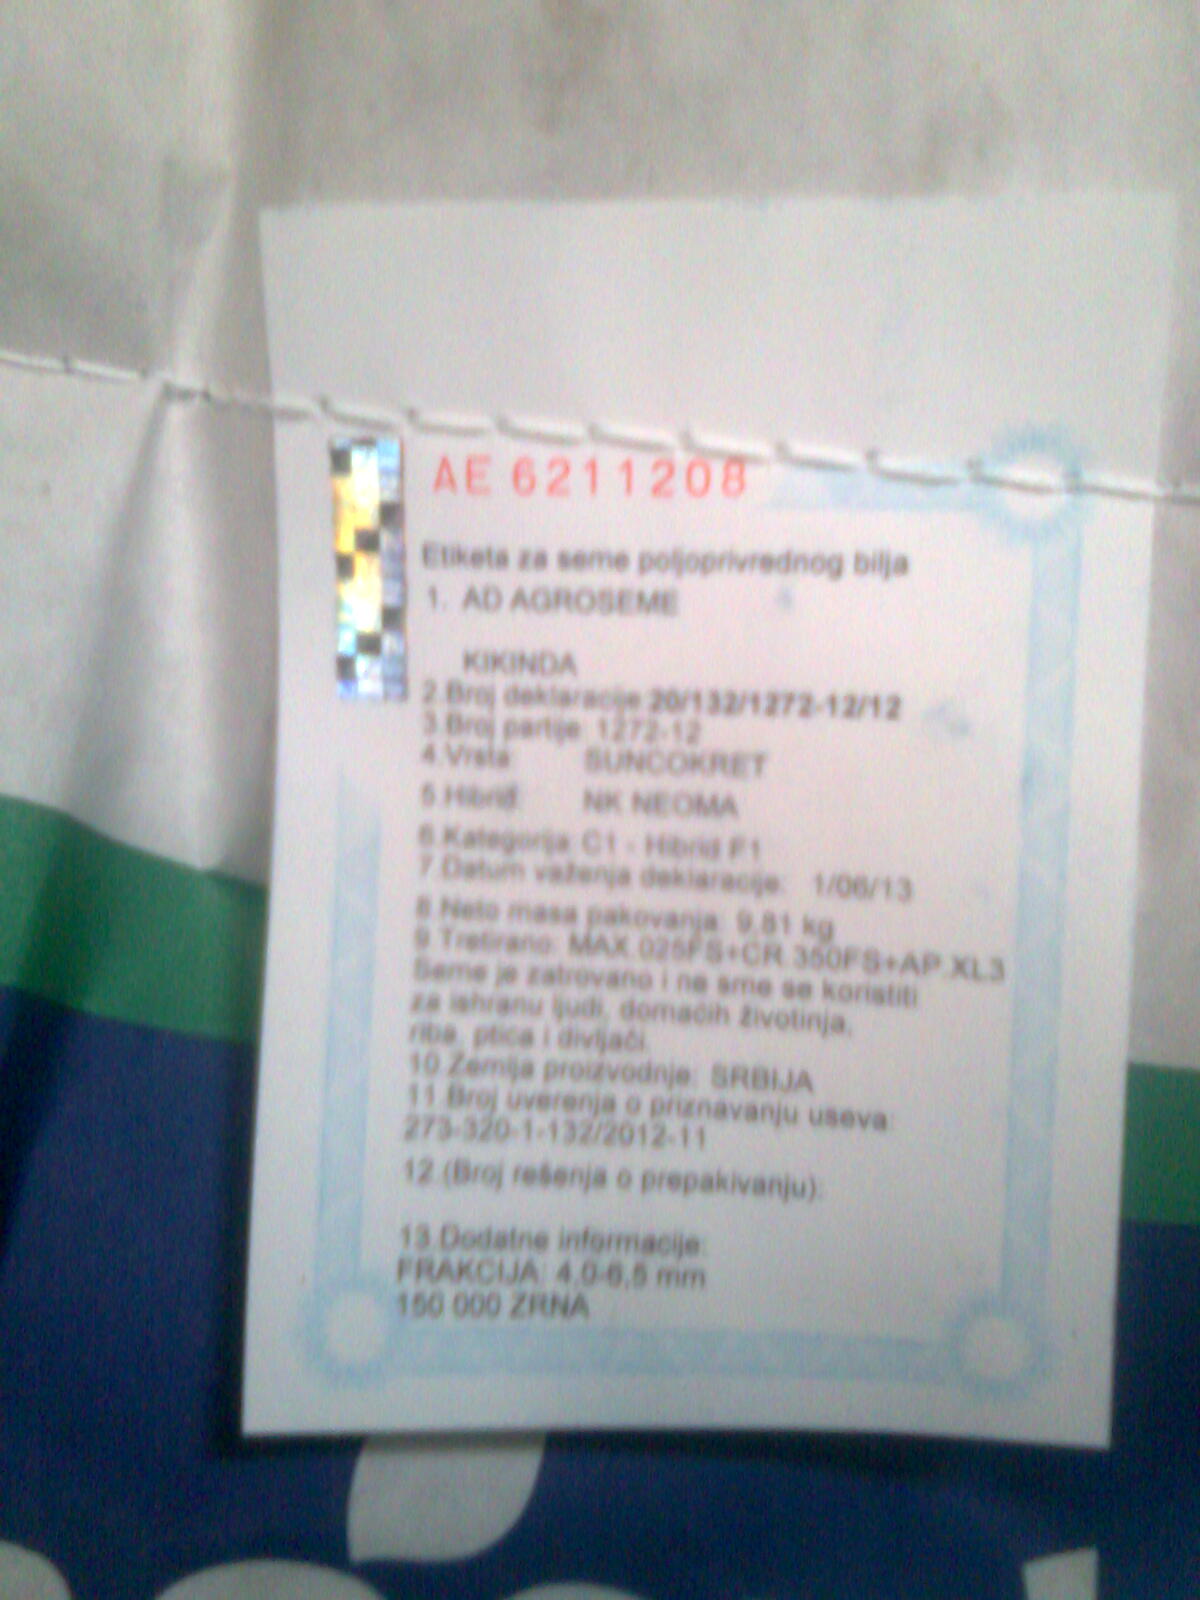 AE 6211208
Etiketa za seme poljoprivrednog bilja
1. AD AGROSEME
KIKINDA
2.Broj deklaracije:20/132/1272-12/12
3.Broj partije: 1272-12
4.Vrsta: SUNCOKRET
5.Hibrid: NK NEOMA
6.Kategorija: C1 - Hibrid F1
7.Datum važenja deklaracije: 1/06/13
8.Neto masa pakovanja: 9,81 kg
9.Tretirano: MAX.025FS+CR.350FS+AP.XL3
Seme je zatrovano i ne sme se koristiti
za ishranu ljudi, domaćih životinja,
riba, ptica i divljači.
10.Zemlja proizvodnje: SRBIJA
11.Broj uverenja o priznavanju useva:
273-320-1-132/2012-11
12.(Broj rešenja o prepakivanju):
13.Dodatne informacije:
FRAKCIJA: 4,0-6,5 mm
150 000 ZRNA